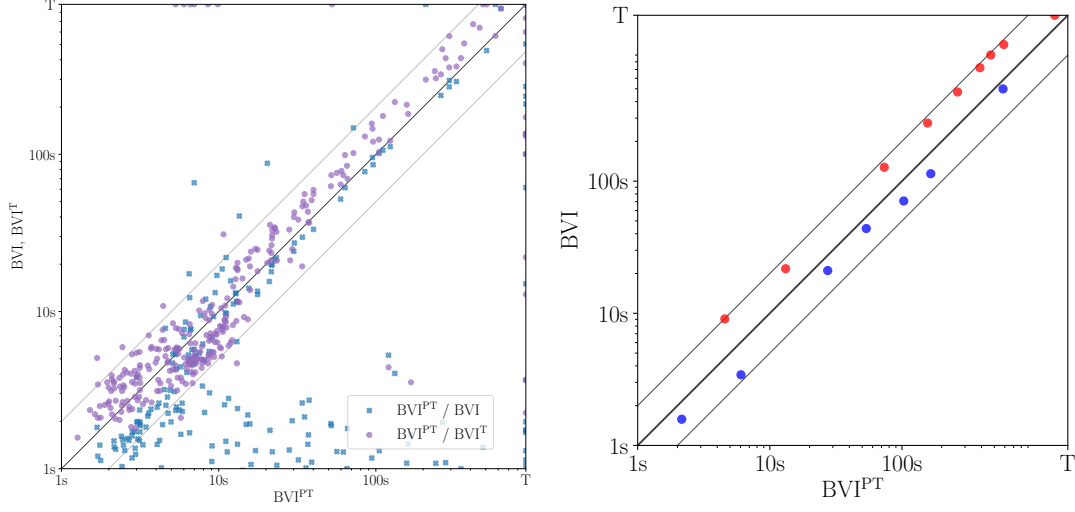 T
100s
10s
1s
BVI, BVI^T
BVI^PT / BVI
BVI^PT / BVI^T
1s 10s 100s T
BVI^PT
T
100s
10s
1s
BVI
1s 10s 100s T
BVI^PT